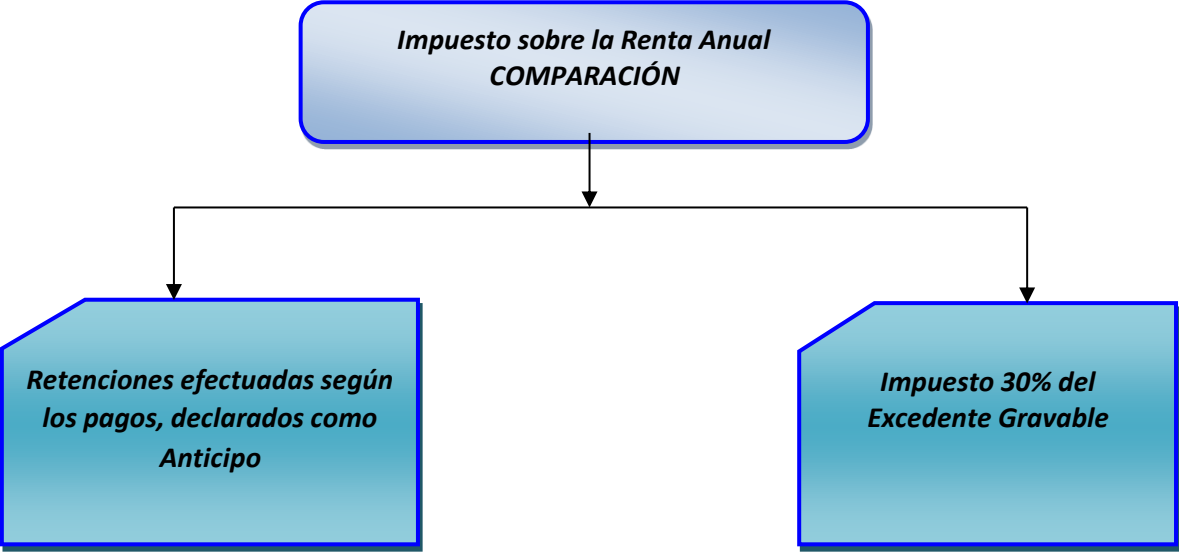 Impuesto sobre la Renta Anual
COMPARACIÓN
Retenciones efectuadas según
los pagos, declarados como
Anticipo
Impuesto 30% del
Excedente Gravable